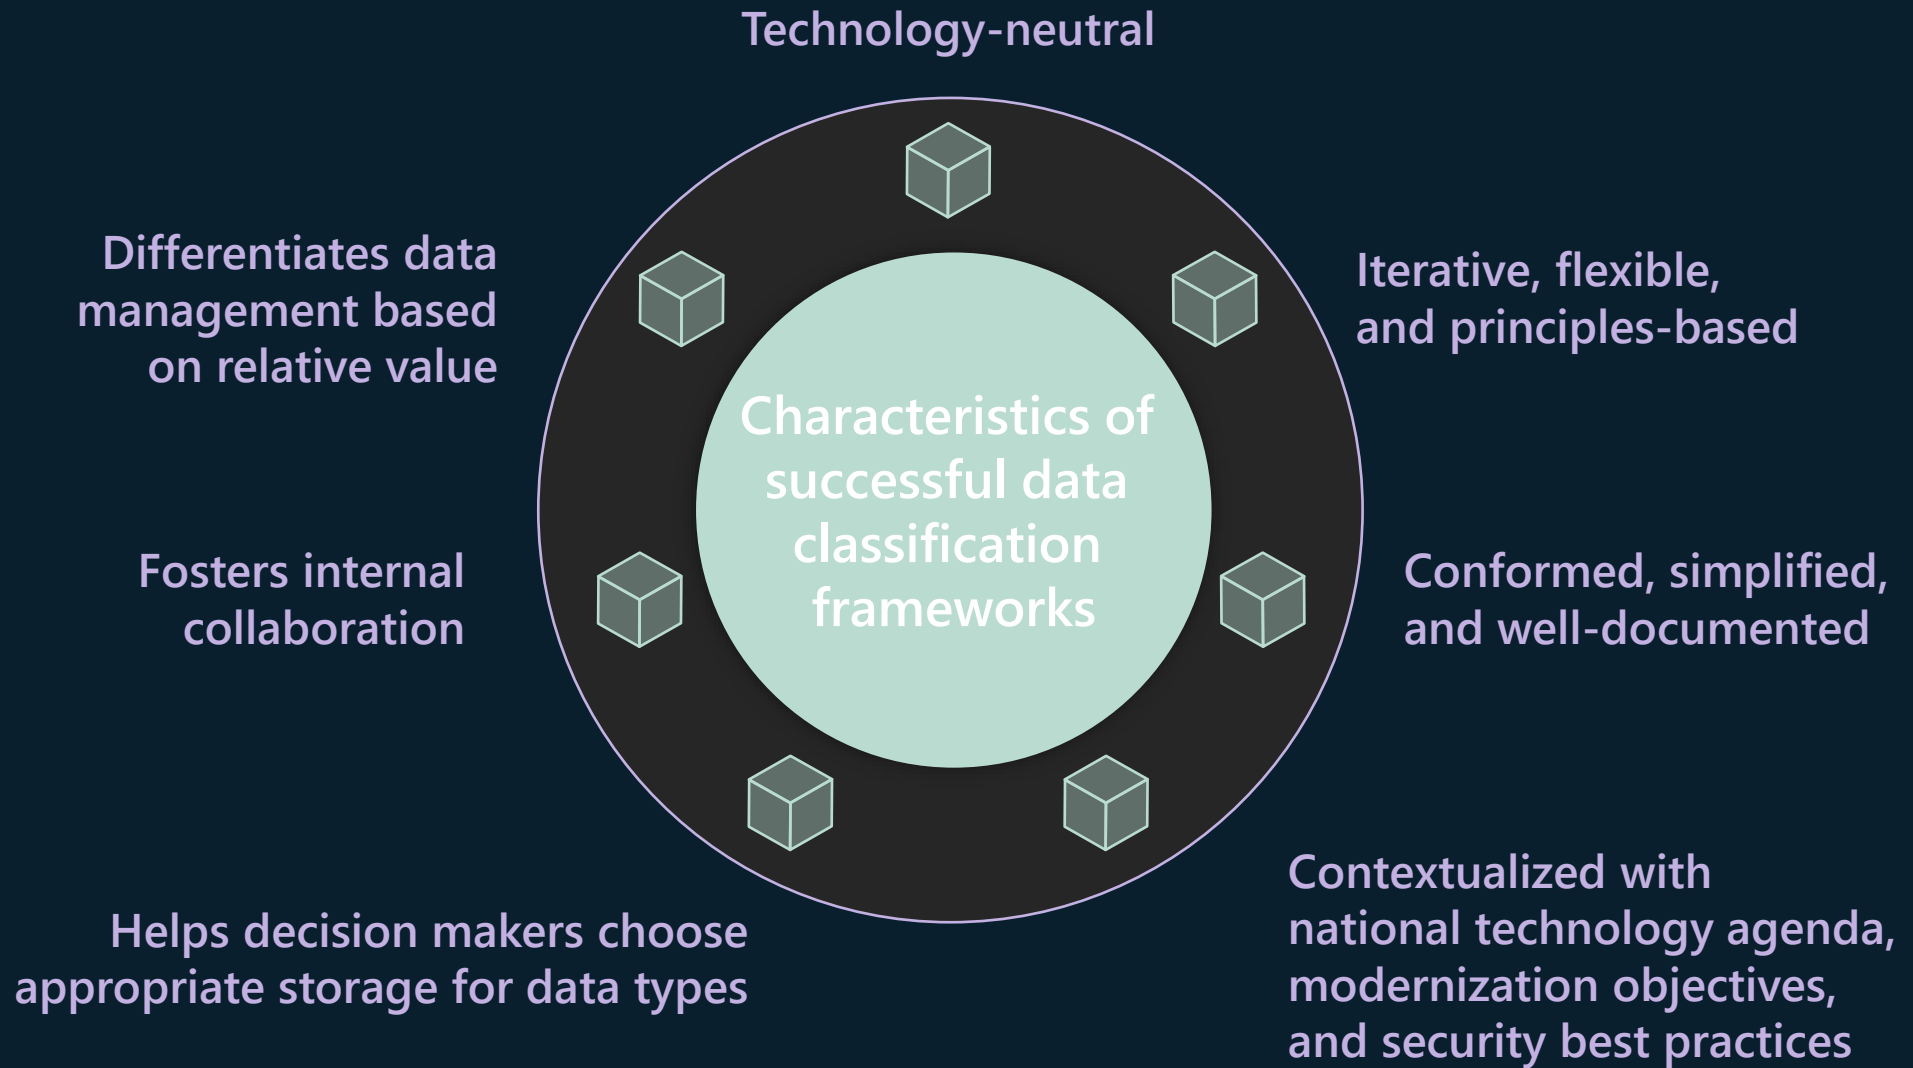 Technology-neutral
Differentiates data
management based
on relative value
Iterative, flexible,
and principles-based
Characteristics of
successful data
classification
frameworks
Fosters internal
collaboration
Conformed, simplified,
and well-documented
Helps decision makers choose
appropriate storage for data types
Contextualized with
national technology agenda,
modernization objectives,
and security best practices